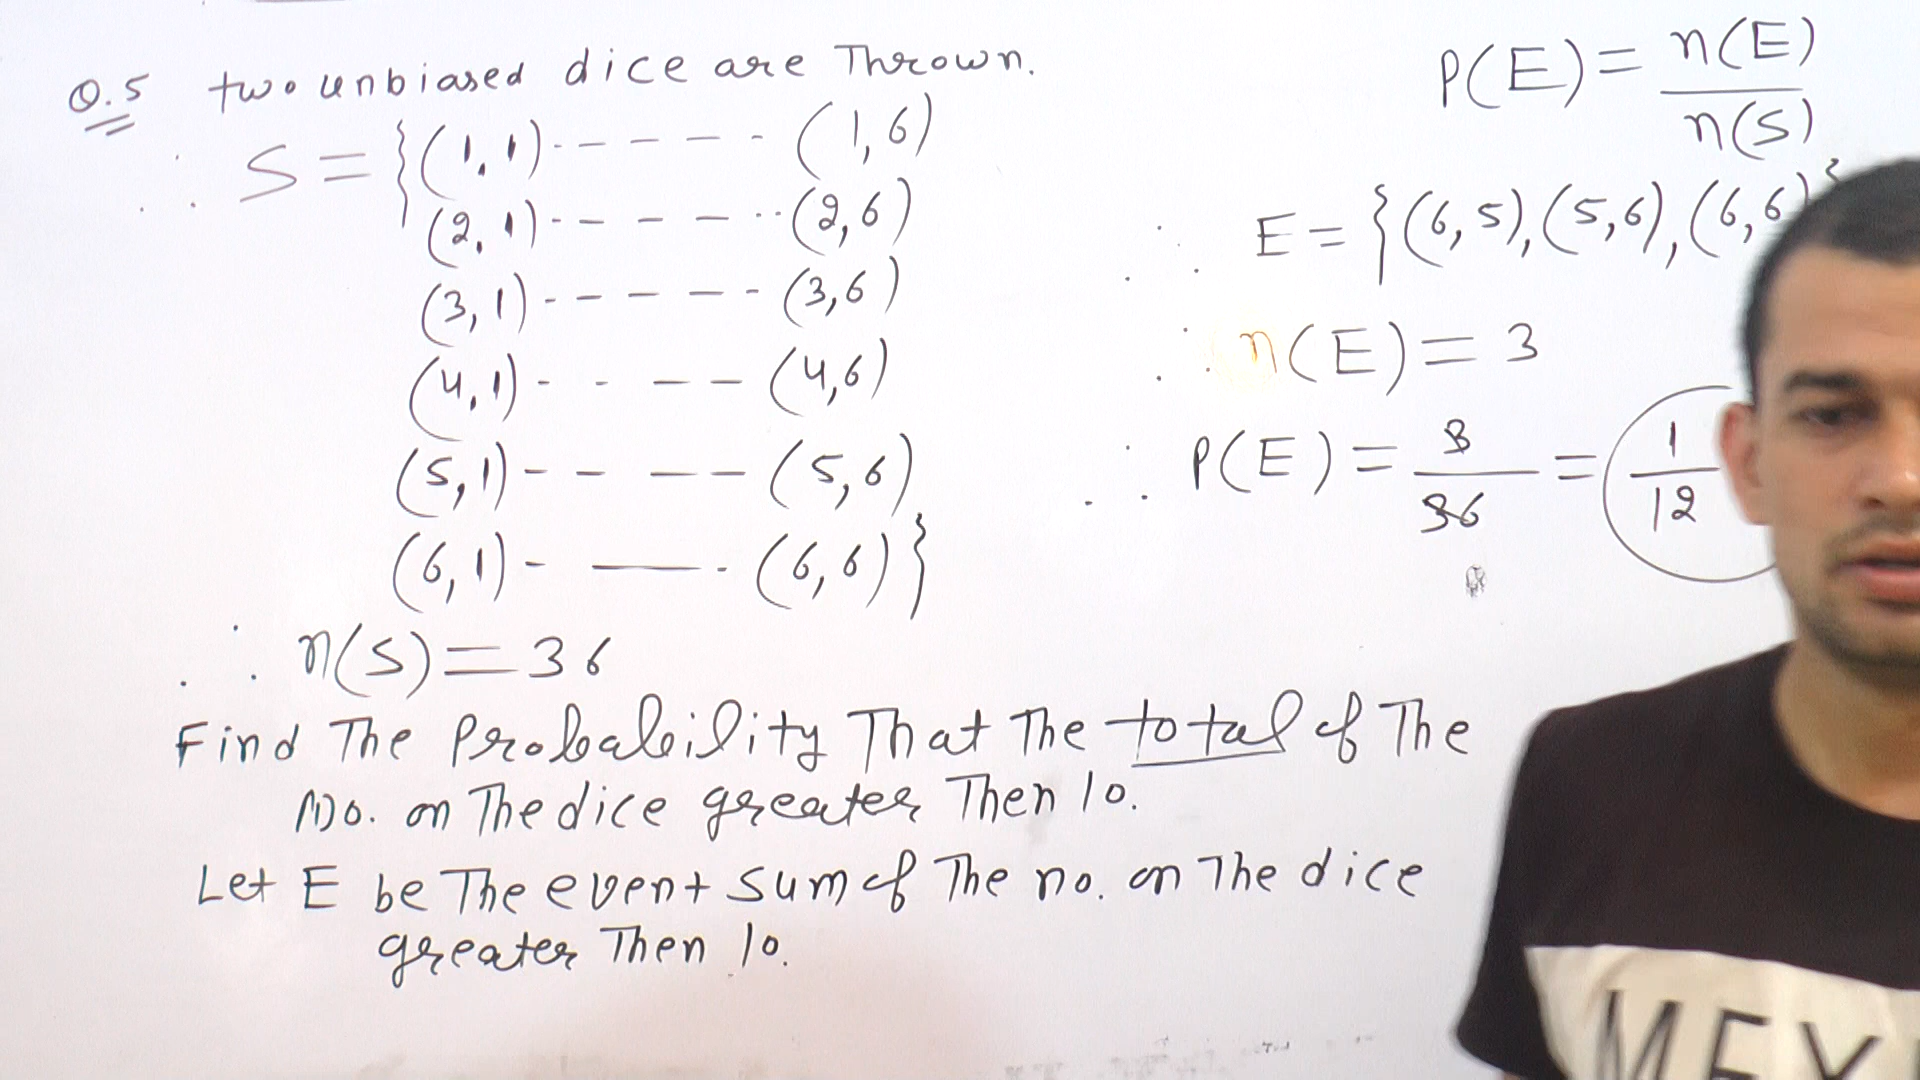 Q.5 two unbiased dice are Thrown.
∴ S = {(1,1) - - - - - (1,6)
(2,1) - - - - - (2,6)
(3,1) - - - - - (3,6)
(4,1) - - - - (4,6)
(5,1) - - - - (5,6)
(6,1) - — - (6,6)}
∴ n(S) = 36
Find The Probability That The total of The
No. on The dice greater Then 10.
Let E be The event sum of The no. on The dice
greater Then 10.
P(E) = n(E)
n(S)
∴ E = {(6,5), (5,6), (6,6)}
∴ n(E) = 3
∴ P(E) = 3/36 = 1/12
MEX